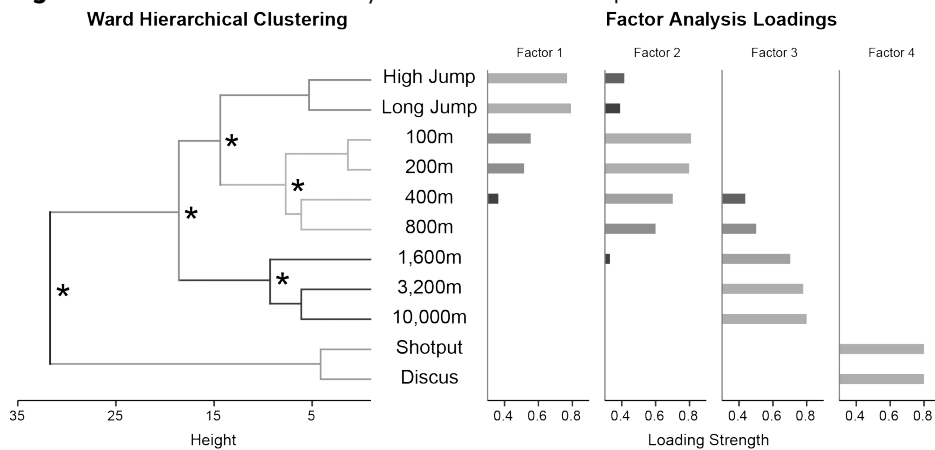 Ward Hierarchical Clustering
Factor Analysis Loadings
Factor 1
Factor 2
Factor 3
Factor 4
High Jump
Long Jump
100m
200m
400m
800m
1,600m
3,200m
10,000m
Shotput
Discus
*
*
*
*
*
35
25
15
5
0.4 0.6 0.8
0.4 0.6 0.8
0.4 0.6 0.8
0.4 0.6 0.8
Height
Loading Strength